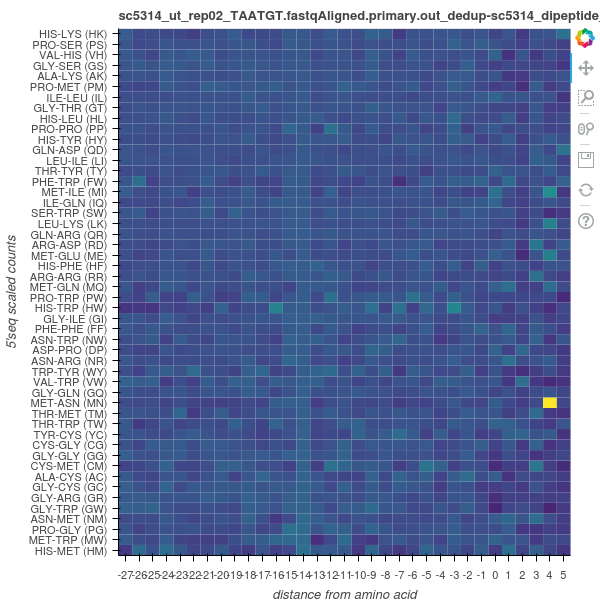 sc5314_ut_rep02_TAATGT.fastqAligned.primary.out_dedup-sc5314_dipeptide_
HIS-LYS (HK)
PRO-SER (PS)
VAL-HIS (VH)
GLY-SER (GS)
ALA-LYS (AK)
PRO-MET (PM)
ILE-LEU (IL)
GLY-THR (GT)
HIS-LEU (HL)
PRO-PRO (PP)
HIS-TYR (HY)
GLN-ASP (QD)
LEU-ILE (LI)
THR-TYR (TY)
PHE-TRP (FW)
MET-ILE (MI)
ILE-GLN (IQ)
SER-TRP (SW)
LEU-LYS (LK)
GLN-ARG (QR)
ARG-ASP (RD)
MET-GLU (ME)
HIS-PHE (HF)
ARG-ARG (RR)
MET-GLN (MQ)
PRO-TRP (PW)
HIS-TRP (HW)
GLY-ILE (GI)
PHE-PHE (FF)
ASN-TRP (NW)
ASP-PRO (DP)
ASN-ARG (NR)
TRP-TYR (WY)
VAL-TRP (VW)
GLY-GLN (GQ)
MET-ASN (MN)
THR-MET (TM)
THR-TRP (TW)
TYR-CYS (YC)
CYS-GLY (CG)
GLY-GLY (GG)
CYS-MET (CM)
ALA-CYS (AC)
GLY-CYS (GC)
GLY-ARG (GR)
GLY-TRP (GW)
ASN-MET (NM)
PRO-GLY (PG)
MET-TRP (MW)
HIS-MET (HM)
5'seq scaled counts
-27-26-25-24-23-22-21-20-19-18-17-16-15-14-13-12-11-10-9 -8 -7 -6 -5 -4 -3 -2 -1 0 1 2 3 4 5
distance from amino acid